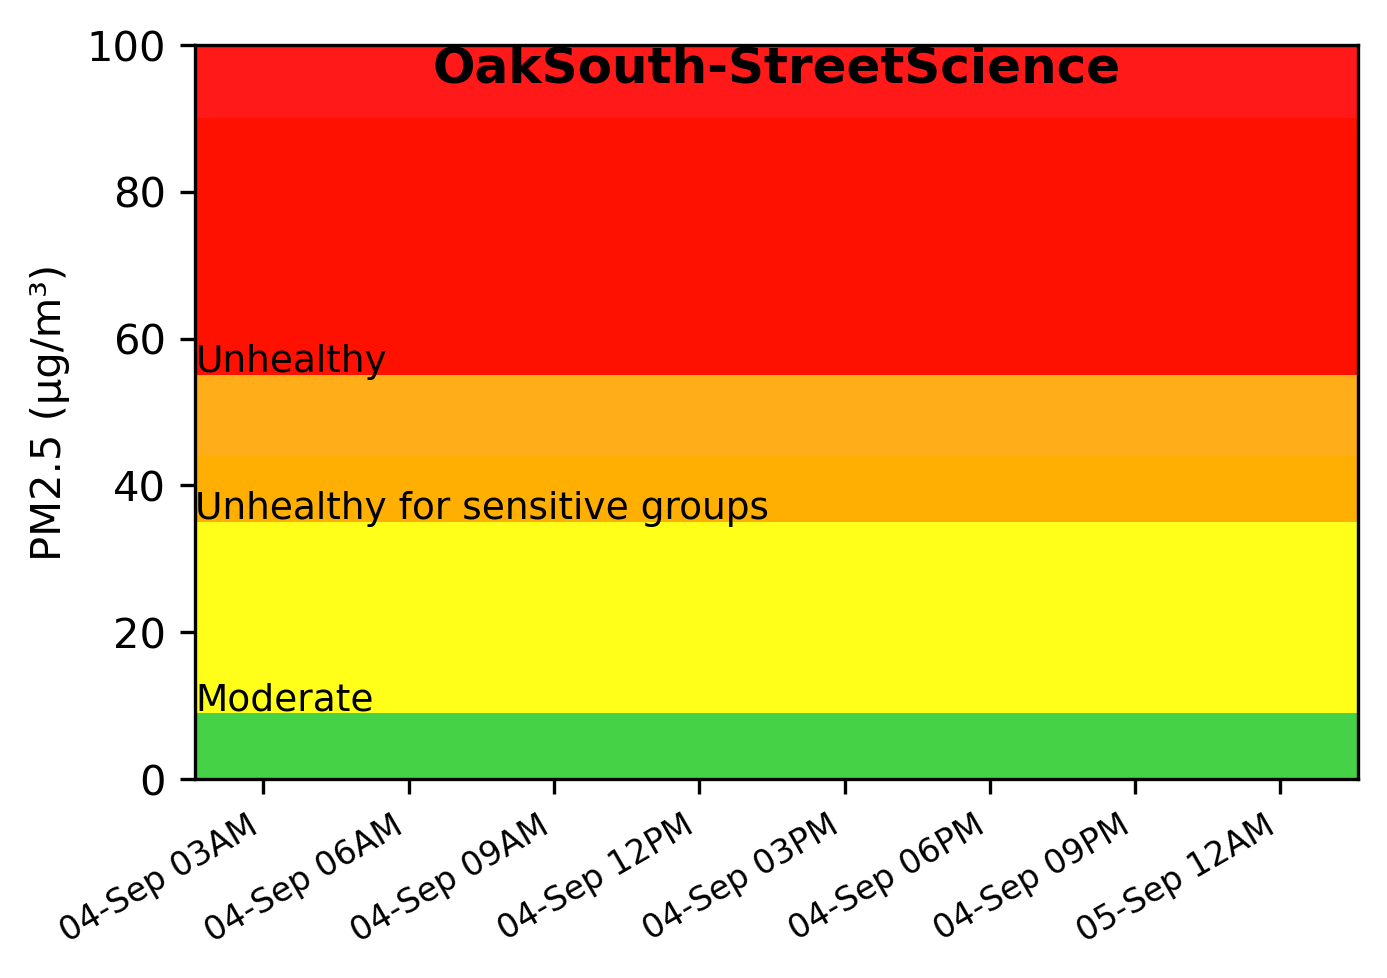 OakSouth-StreetScience
PM2.5 (µg/m³)
100
80
60
40
20
0
Unhealthy
Unhealthy for sensitive groups
Moderate
04-Sep 03AM
04-Sep 06AM
04-Sep 09AM
04-Sep 12PM
04-Sep 03PM
04-Sep 06PM
04-Sep 09PM
05-Sep 12AM